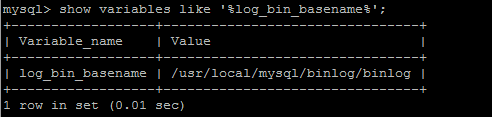 mysql> show variables like '%log_bin_basename%';
+------------------+--------------------------------+
| Variable_name    | Value                          |
+------------------+--------------------------------+
| log_bin_basename | /usr/local/mysql/binlog/binlog |
+------------------+--------------------------------+
1 row in set (0.01 sec)